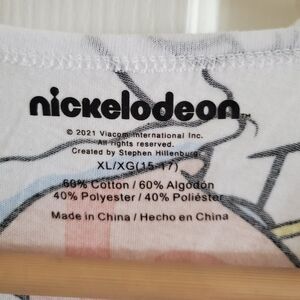 nickelodeon™
© 2021 Viacom International Inc.
All rights reserved.
Created by Stephen Hillenburg.
XL/XG(15-17)
60% Cotton / 60% Algodón
40% Polyester / 40% Poliéster
Made in China / Hecho en China